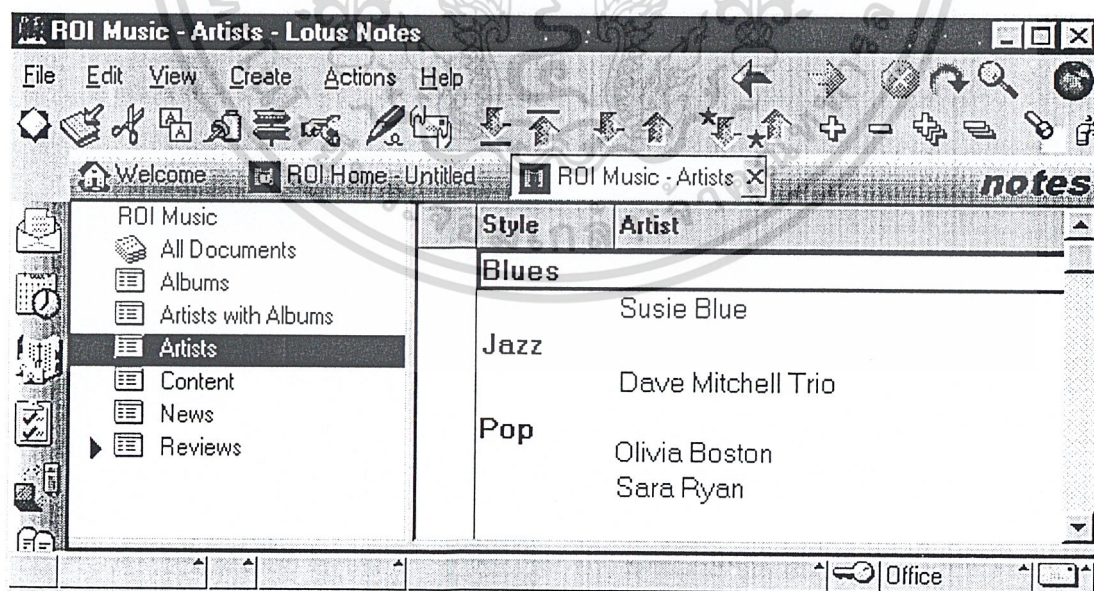 ROI Music - Artists - Lotus Notes
File Edit View Create Actions Help
Welcome ROI Home - Untitled ROI Music - Artists
notes
ROI Music
All Documents
Albums
Artists with Albums
Artists
Content
News
Reviews
Style Artist
Blues
Susie Blue
Jazz
Dave Mitchell Trio
Pop
Olivia Boston
Sara Ryan
Office